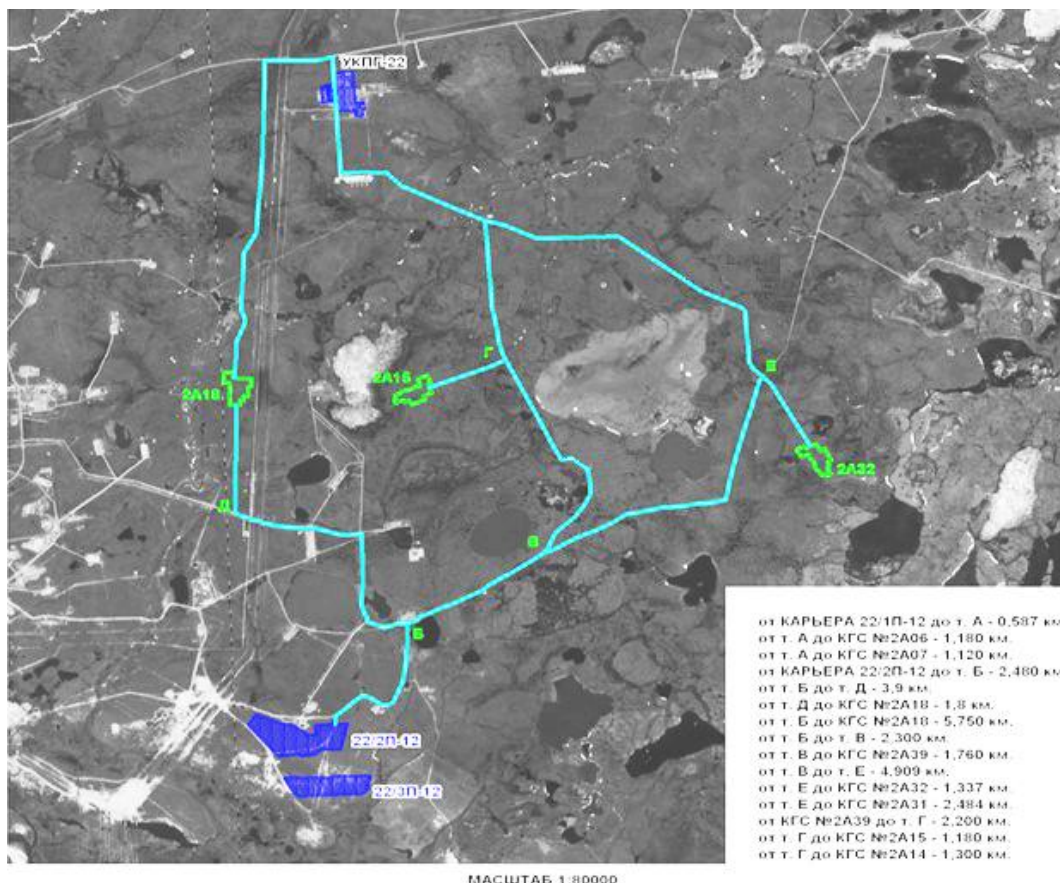 УКПГ-22
Г
Е
2А15
2А18
2А32
Д
В
Б
22/2П-12
22/3П-12
от КАРЬЕРА 22/1П-12 до т. А - 0,587 км
от т. А до КГС №2А06 - 1,180 км.
от т. А до КГС №2А07 - 1,120 км.
от КАРЬЕРА 22/2П-12 до т. Б - 2,480 км
от т. Б до т. Д - 3,9 км.
от т. Д до КГС №2А18 - 1,8 км.
от т. Б до КГС №2А18 - 5,750 км.
от т. Б до т. В - 2,300 км.
от т. В до КГС №2А39 - 1,760 км.
от т. В до т. Е - 4,909 км.
от т. Е до КГС №2А32 - 1,337 км.
от т. Е до КГС №2А31 - 2,484 км.
от КГС №2А39 до т. Г - 2,200 км.
от т. Г до КГС №2А15 - 1,180 км.
от т. Г до КГС №2А14 - 1,300 км.
МАСШТАБ 1:80000